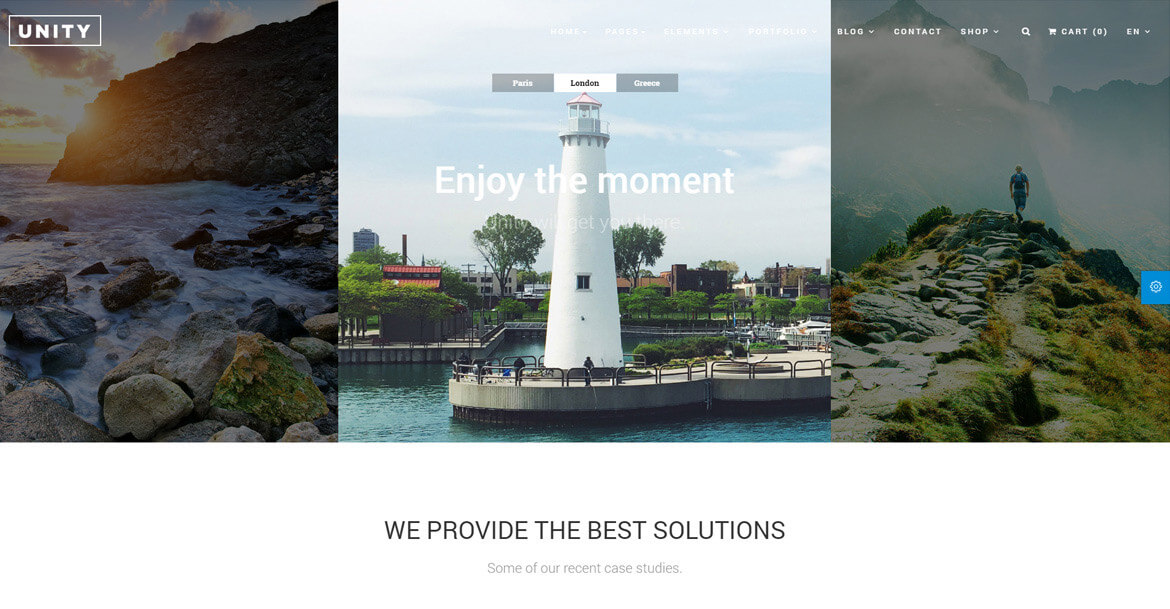 UNITY
HOME PAGES ELEMENTS PORTFOLIO BLOG CONTACT SHOP CART (0) EN
Paris London Greece
Enjoy the moment
Unity will get you there.
WE PROVIDE THE BEST SOLUTIONS
Some of our recent case studies.